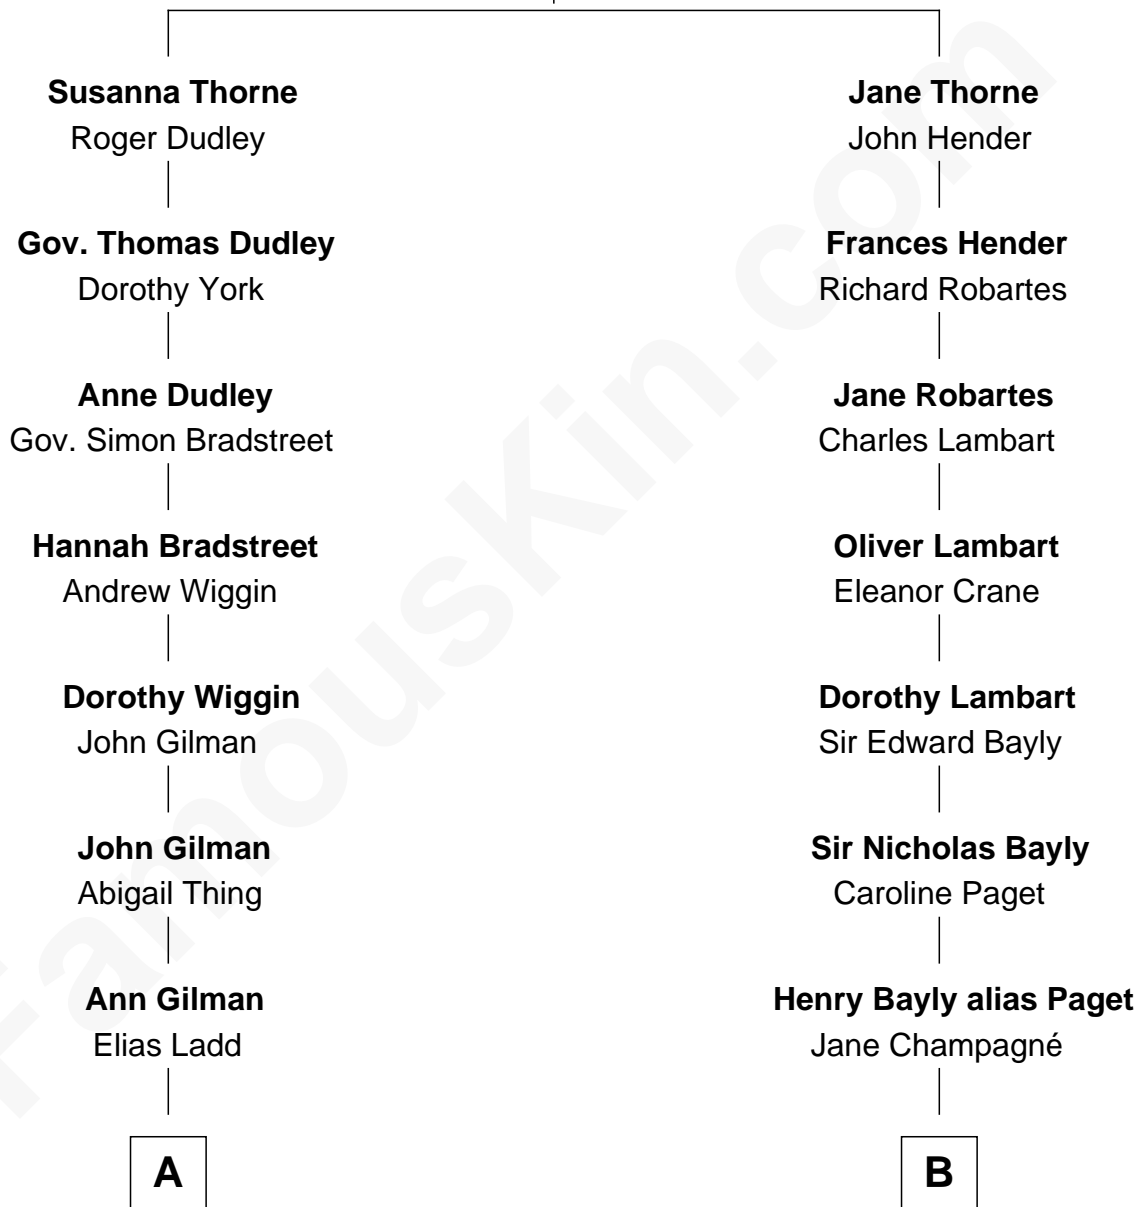 Susanna Thorne
Roger Dudley
Gov. Thomas Dudley
Dorothy York
Anne Dudley
Gov. Simon Bradstreet
Hannah Bradstreet
Andrew Wiggin
Dorothy Wiggin
John Gilman
John Gilman
Abigail Thing
Ann Gilman
Elias Ladd
A
Jane Thorne
John Hender
Frances Hender
Richard Robartes
Jane Robartes
Charles Lambart
Oliver Lambart
Eleanor Crane
Dorothy Lambart
Sir Edward Bayly
Sir Nicholas Bayly
Caroline Paget
Henry Bayly alias Paget
Jane Champagné
B
FamousKin.com